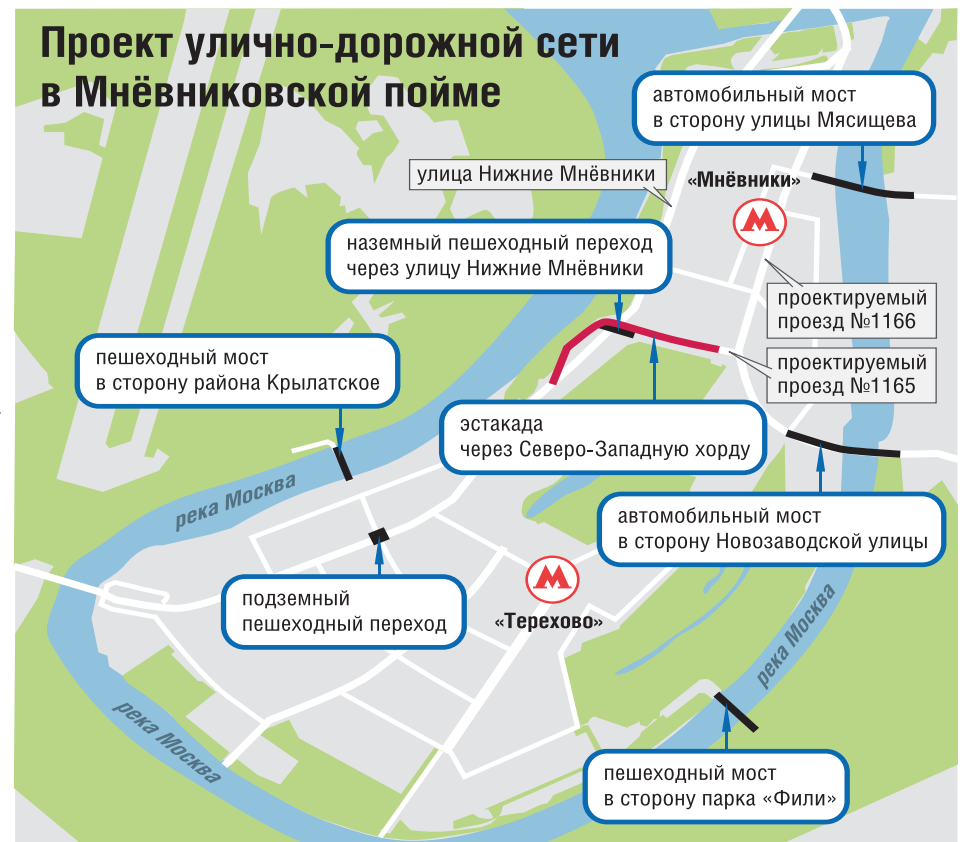 Проект улично-дорожной сети
в Мнёвниковской пойме
автомобильный мост
в сторону улицы Мясищева
улица Нижние Мнёвники
«Мнёвники»
М
наземный пешеходный переход
через улицу Нижние Мнёвники
проектируемый
проезд №1166
пешеходный мост
в сторону района Крылатское
проектируемый
проезд №1165
эстакада
через Северо-Западную хорду
река Москва
автомобильный мост
в сторону Новозаводской улицы
М
«Терехово»
подземный
пешеходный переход
река Москва
река Москва
пешеходный мост
в сторону парка «Фили»